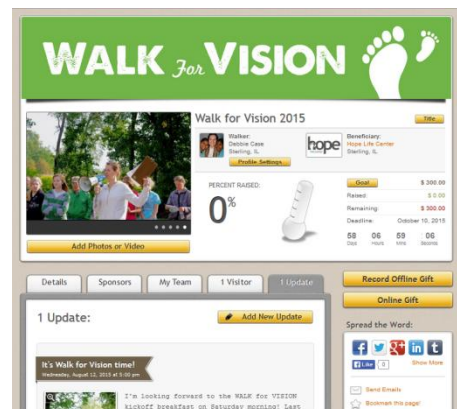 WALK For VISION
Walk for Vision 2015
Title
Walker:
Debbie Case
Sterling, IL
Profile Settings
hope
Beneficiary:
Hope Life Center
Sterling, IL
PERCENT RAISED:
0%
Goal $ 300.00
Raised: $ 0.00
Remaining: $ 300.00
Deadline: October 10, 2015
58 06 59 06
Days Hours Mins Seconds
Add Photos or Video
Details
Sponsors
My Team
1 Visitor
1 Update
Record Offline Gift
Online Gift
1 Update:
Add New Update
Spread the Word:
Like 0
Show More
Send Emails
Bookmark this page!
It's Walk for Vision time!
Wednesday, August 12, 2015 at 5:00 pm
I'm looking forward to the WALK for VISION
kickoff breakfast on Saturday morning! Last